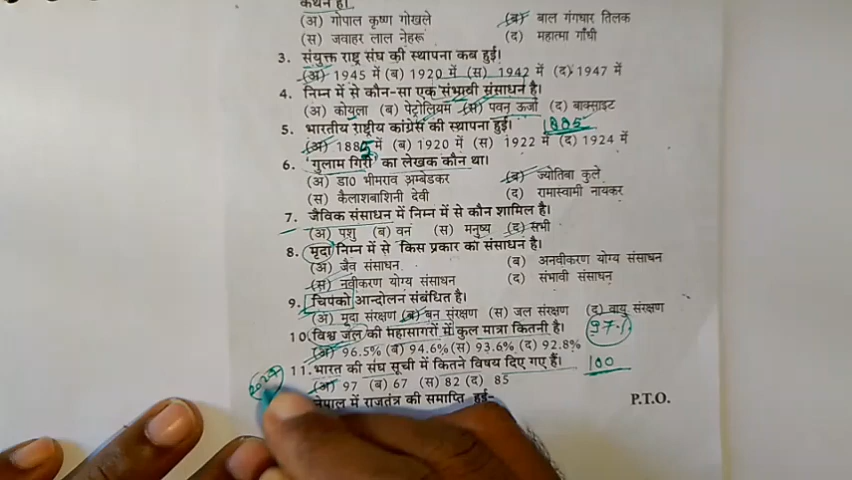 कथन है।
(अ) गोपाल कृष्ण गोखले (ब) बाल गंगधार तिलक
(स) जवाहर लाल नेहरू (द) महात्मा गाँधी
3. संयुक्त राष्ट्र संघ की स्थापना कब हुई।
(अ) 1945 में (ब) 1920 में (स) 1942 में (द) 1947 में
4. निम्न में से कौन-सा एक संभावी संसाधन है।
(अ) कोयला (ब) पेट्रोलियम (स) पवन ऊर्जा (द) बाक्साइट
5. भारतीय राष्ट्रीय कांग्रेस की स्थापना हुई। 1885
(अ) 1885 में (ब) 1920 में (स) 1922 में (द) 1924 में
6. 'गुलाम गिरी' का लेखक कौन था।
(अ) डा0 भीमराव अम्बेडकर (ब) ज्योतिबा फुले
(स) कैलाशबाशिनी देवी (द) रामास्वामी नायकर
7. जैविक संसाधन में निम्न में से कौन शामिल है।
(अ) पशु (ब) वन (स) मनुष्य (द) सभी
8. मृदा निम्न में से किस प्रकार का संसाधन है।
(अ) जैव संसाधन (ब) अनवीकरण योग्य संसाधन
(स) नवीकरण योग्य संसाधन (द) संभावी संसाधन
9. चिपको आन्दोलन संबंधित है।
(अ) मृदा संरक्षण (ब) बन संरक्षण (स) जल संरक्षण (द) वायु संरक्षण
10. विश्व जल की महासागरों में कुल मात्रा कितनी है। 97%
(अ) 96.5% (ब) 94.6% (स) 93.6% (द) 92.8%
11. भारत की संघ सूची में कितने विषय दिए गए हैं। 100
(अ) 97 (ब) 67 (स) 82 (द) 85
नेपाल में राजतंत्र की समाप्ति हुई-
P.T.O.